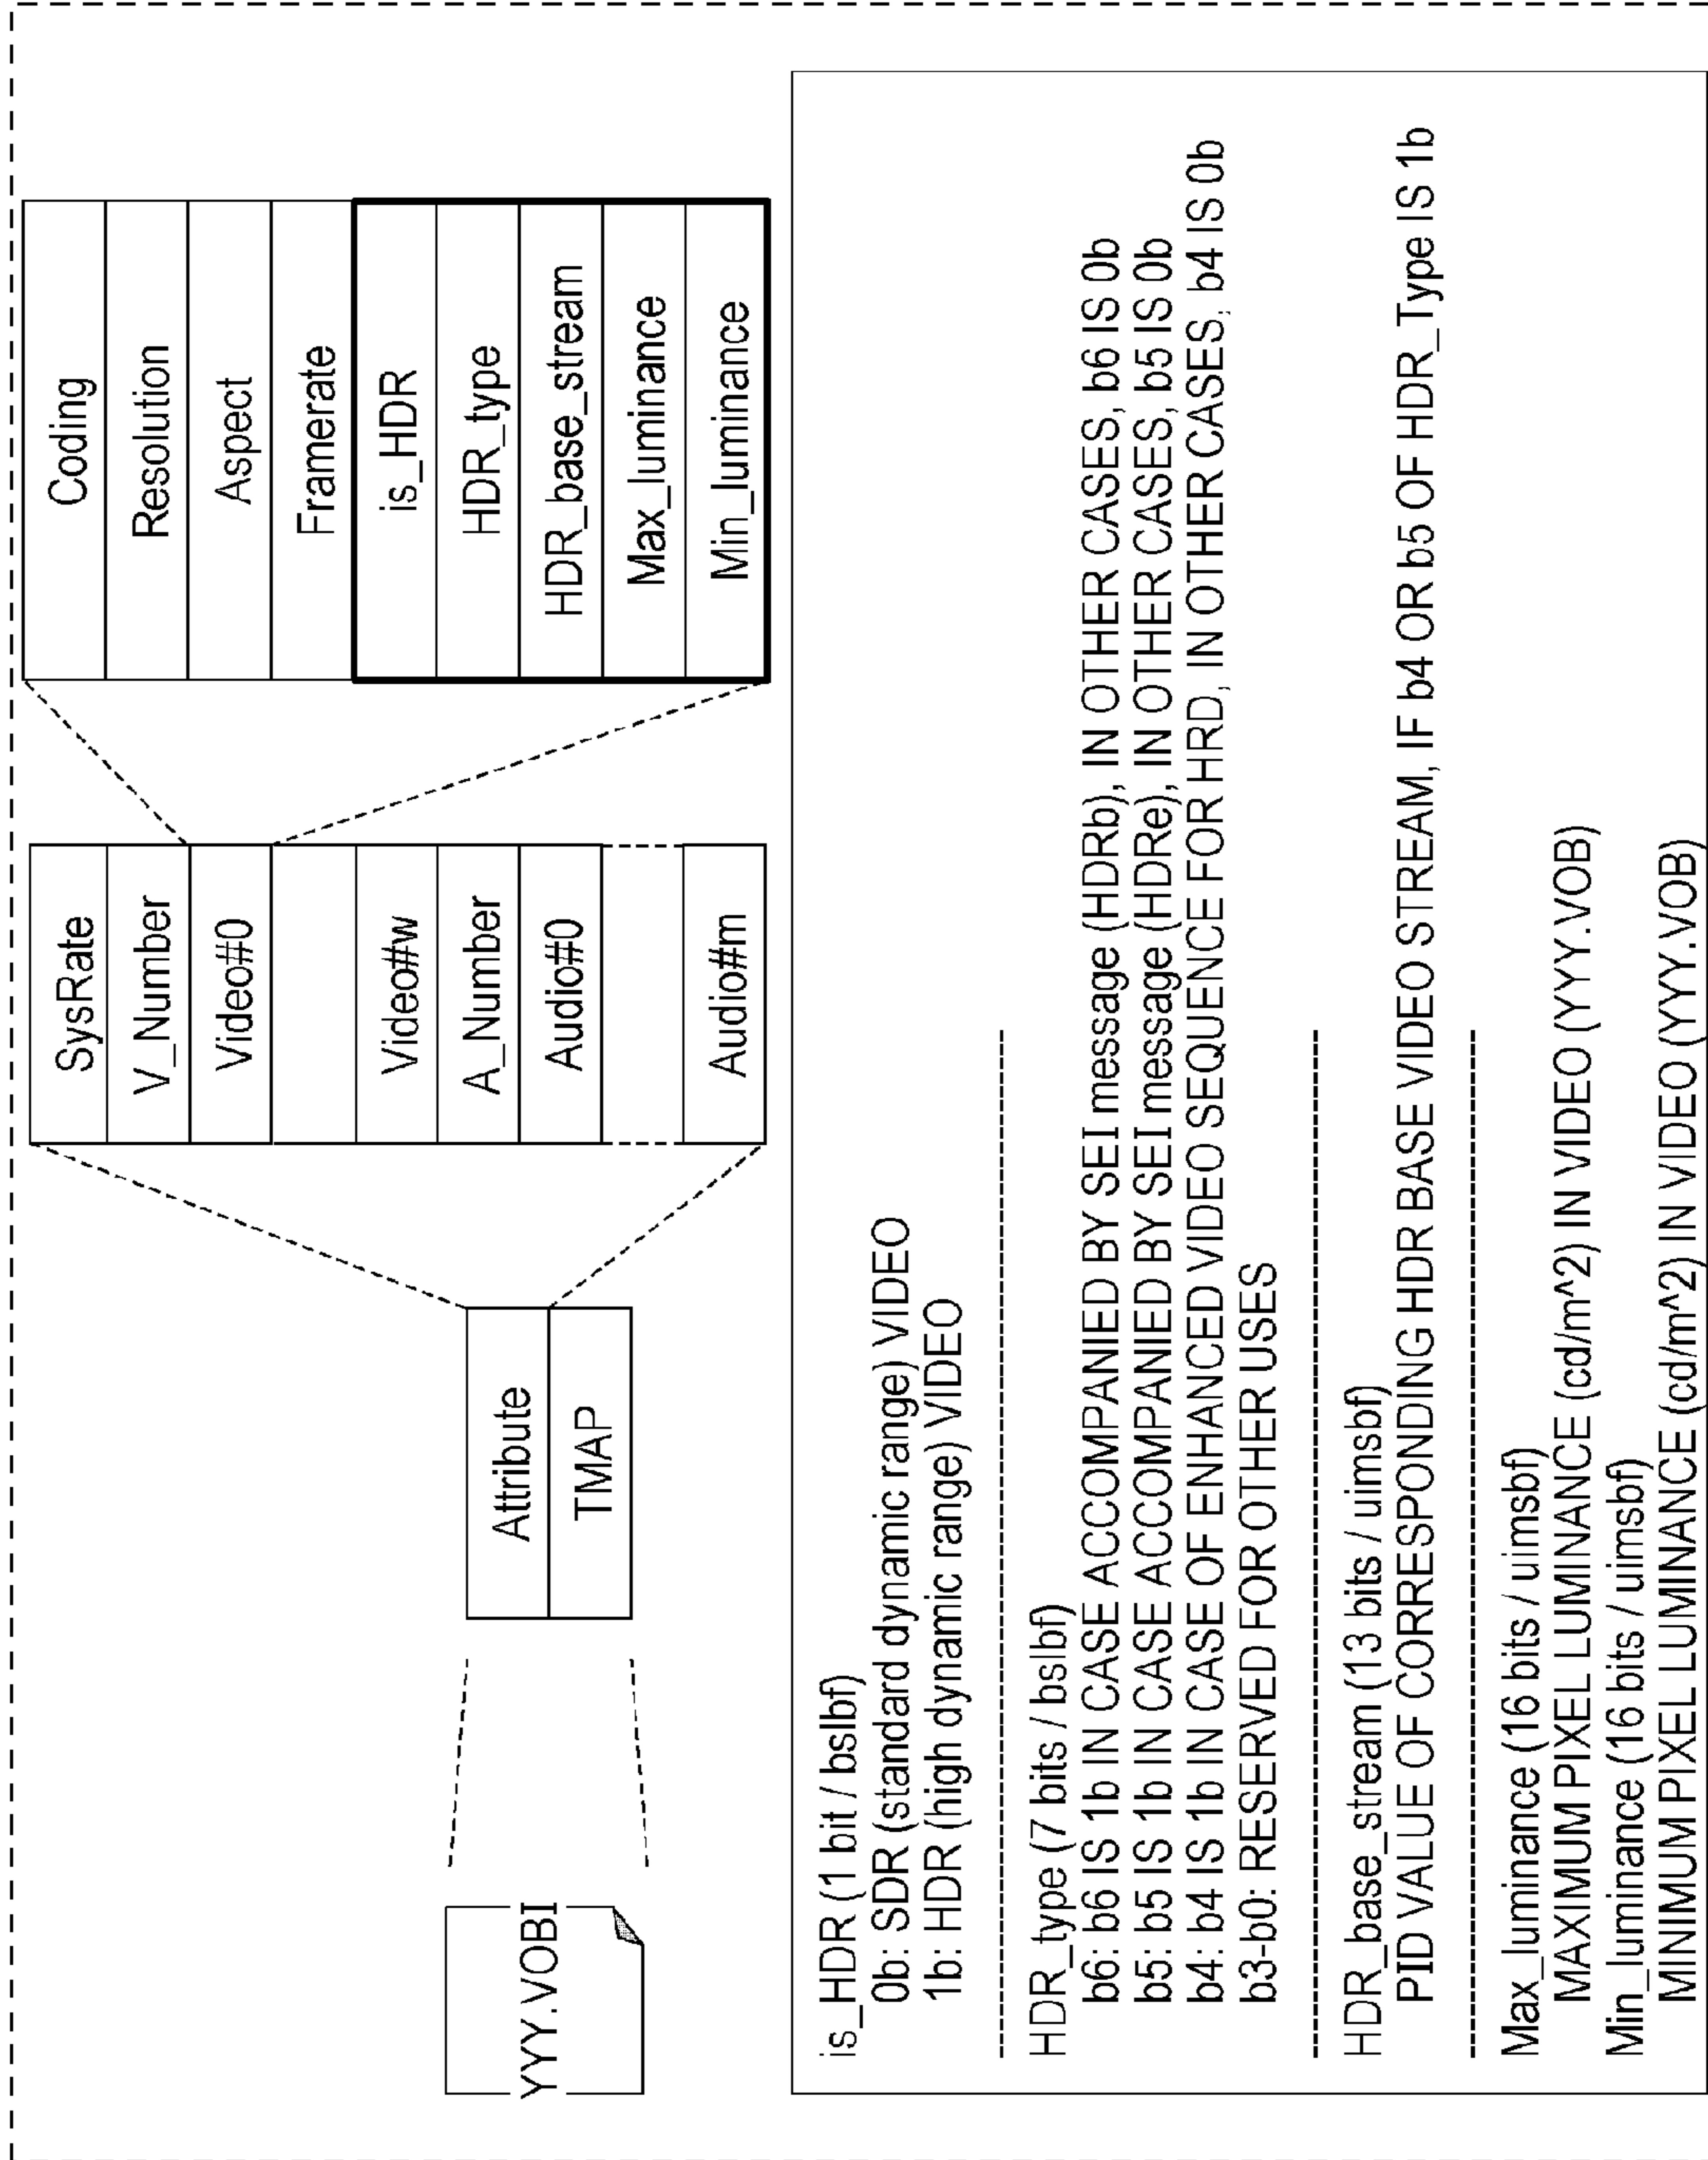 YYY.VOBI
Attribute
TMAP
SysRate
V_Number
Video#0
Video#w
A_Number
Audio#0
Audio#m
Coding
Resolution
Aspect
Framerate
is_HDR
HDR_type
HDR_base_stream
Max_luminance
Min_luminance
is_HDR (1 bit / bslbf)
0b: SDR (standard dynamic range) VIDEO
1b: HDR (high dynamic range) VIDEO
HDR_type (7 bits / bslbf)
b6: b6 IS 1b IN CASE ACCOMPANIED BY SEI message (HDRb), IN OTHER CASES, b6 IS 0b
b5: b5 IS 1b IN CASE ACCOMPANIED BY SEI message (HDRe), IN OTHER CASES, b5 IS 0b
b4: b4 IS 1b IN CASE OF ENHANCED VIDEO SEQUENCE FOR HRD, IN OTHER CASES, b4 IS 0b
b3-b0: RESERVED FOR OTHER USES
HDR_base_stream (13 bits / uimsbf)
PID VALUE OF CORRESPONDING HDR BASE VIDEO STREAM, IF b4 OR b5 OF HDR_Type IS 1b
Max_luminance (16 bits / uimsbf)
MAXIMUM PIXEL LUMINANCE (cd/m^2) IN VIDEO (YYY.VOB)
Min_luminance (16 bits / uimsbf)
MINIMUM PIXEL LUMINANCE (cd/m^2) IN VIDEO (YYY.VOB)